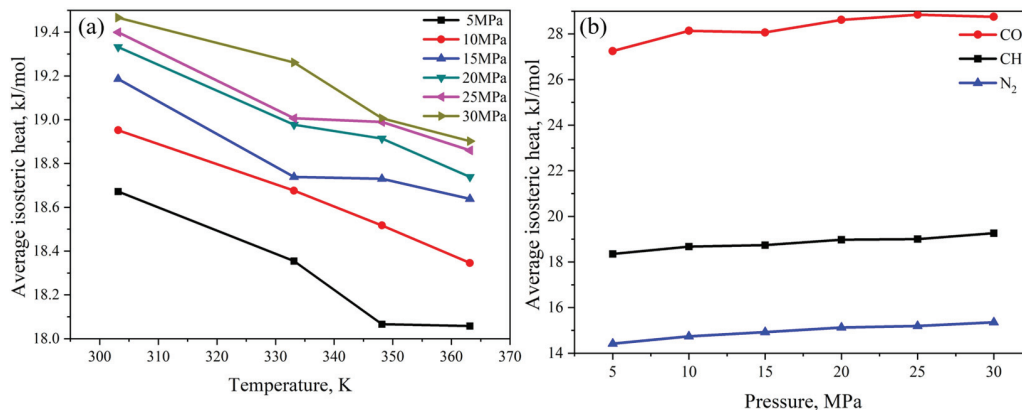 (a)
5MPa
10MPa
15MPa
20MPa
25MPa
30MPa
19.4
19.2
19.0
18.8
18.6
18.4
18.2
18.0
300 310 320 330 340 350 360 370
Average isosteric heat, kJ/mol
Temperature, K
(b)
CO
CH
N₂
28
26
24
22
20
18
16
14
5 10 15 20 25 30
Average isosteric heat, kJ/mol
Pressure, MPa